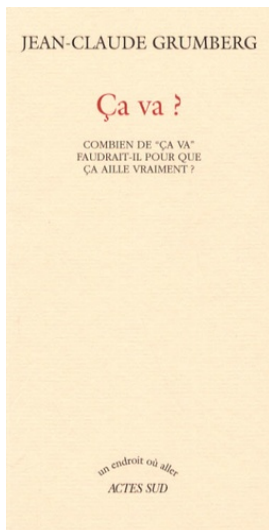 JEAN-CLAUDE GRUMBERG
Ça va ?
COMBIEN DE “ÇA VA”
FAUDRAIT-IL POUR QUE
ÇA AILLE VRAIMENT ?
un endroit où aller
ACTES SUD